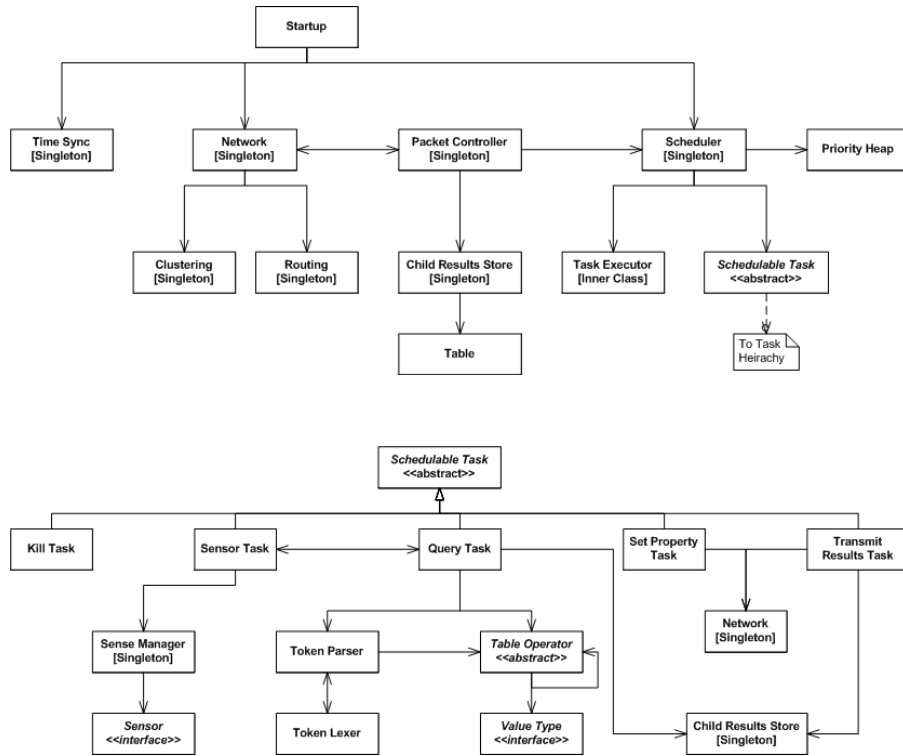 Startup
Time Sync
[Singleton]
Network
[Singleton]
Packet Controller
[Singleton]
Scheduler
[Singleton]
Priority Heap
Clustering
[Singleton]
Routing
[Singleton]
Child Results Store
[Singleton]
Task Executor
[Inner Class]
Schedulable Task
<<abstract>>
Table
To Task
Heirachy
Schedulable Task
<<abstract>>
Kill Task
Sensor Task
Query Task
Set Property
Task
Transmit
Results Task
Sense Manager
[Singleton]
Token Parser
Table Operator
<<abstract>>
Network
[Singleton]
Sensor
<<interface>>
Token Lexer
Value Type
<<interface>>
Child Results Store
[Singleton]